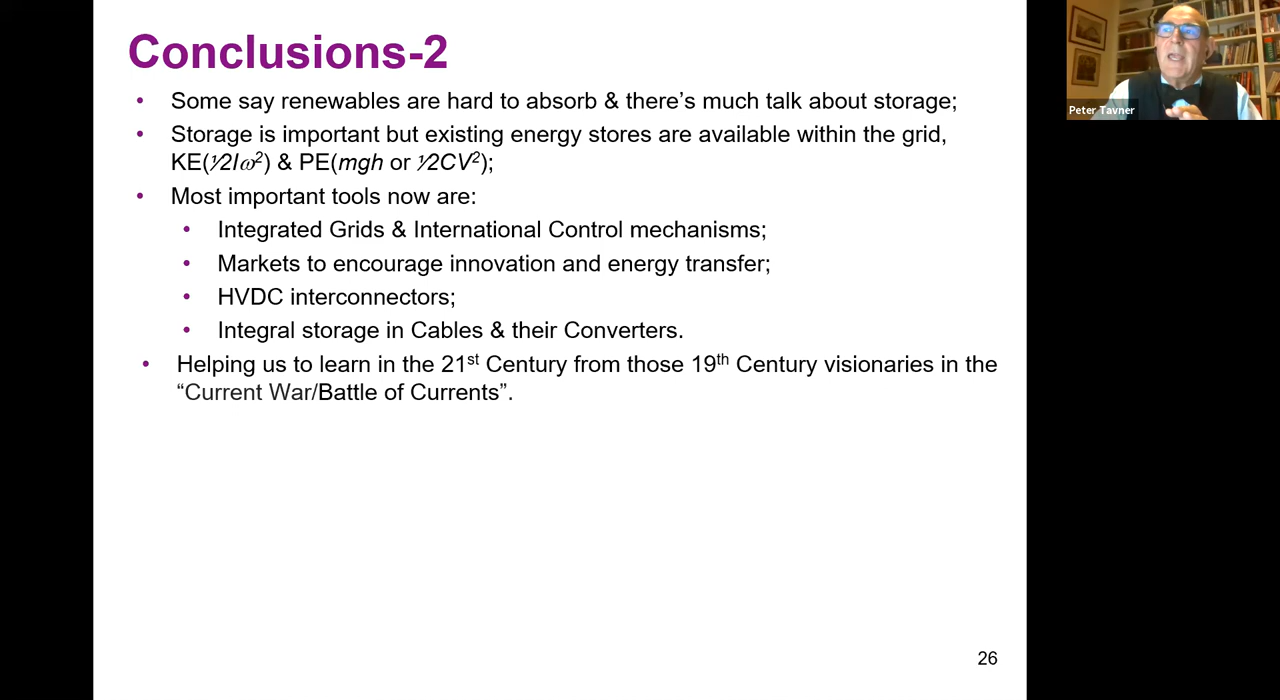 Conclusions-2
• Some say renewables are hard to absorb & there's much talk about storage;
• Storage is important but existing energy stores are available within the grid,
KE(½Iω²) & PE(mgh or ½CV²);
• Most important tools now are:
• Integrated Grids & International Control mechanisms;
• Markets to encourage innovation and energy transfer;
• HVDC interconnectors;
• Integral storage in Cables & their Converters.
• Helping us to learn in the 21st Century from those 19th Century visionaries in the
“Current War/Battle of Currents”.
26
Peter Tavner